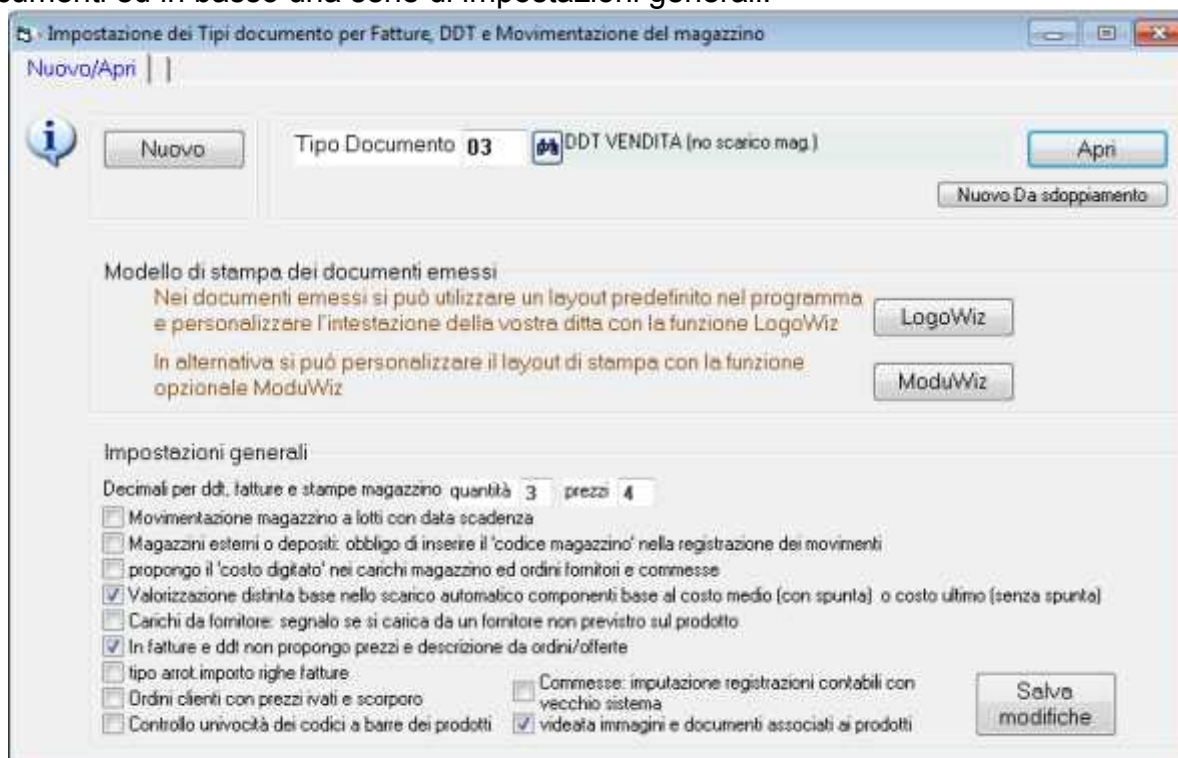 cumenti ed in basso una serie di impostazioni generali.
- Impostazione dei Tipi documento per Fatture, DDT e Movimentazione del magazzino
Nuovo/Apri
Nuovo
Tipo Documento 03 DDT VENDITA (no scarico mag.)
Apri
Nuovo Da sdoppiamento
Modello di stampa dei documenti emessi
Nei documenti emessi si può utilizzare un layout predefinito nel programma
e personalizzare l'intestazione della vostra ditta con la funzione LogoWiz
LogoWiz
In alternativa si può personalizzare il layout di stampa con la funzione
opzionale ModuWiz
ModuWiz
Impostazioni generali
Decimali per ddt, fatture e stampe magazzino quantità 3 prezzi 4
Movimentazione magazzino a lotti con data scadenza
Magazzini esterni o depositi: obbligo di inserire il 'codice magazzino' nella registrazione dei movimenti
propongo il 'costo digitato' nei carichi magazzino ed ordini fornitori e commesse
Valorizzazione distinta base nello scarico automatico componenti base al costo medio (con spunta) o costo ultimo (senza spunta)
Carichi da fornitore: segnalo se si carica da un fornitore non previstro sul prodotto
In fatture e ddt non propongo prezzi e descrizione da ordini/offerte
tipo arrot.importo righe fatture
Ordini clienti con prezzi ivati e scorporo
Controllo univocità dei codici a barre dei prodotti
Commesse: imputazione registrazioni contabili con
vecchio sistema
videata immagini e documenti associati ai prodotti
Salva
modifiche